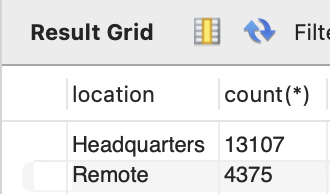 Result Grid Filte
location count(*)
Headquarters 13107
Remote 4375